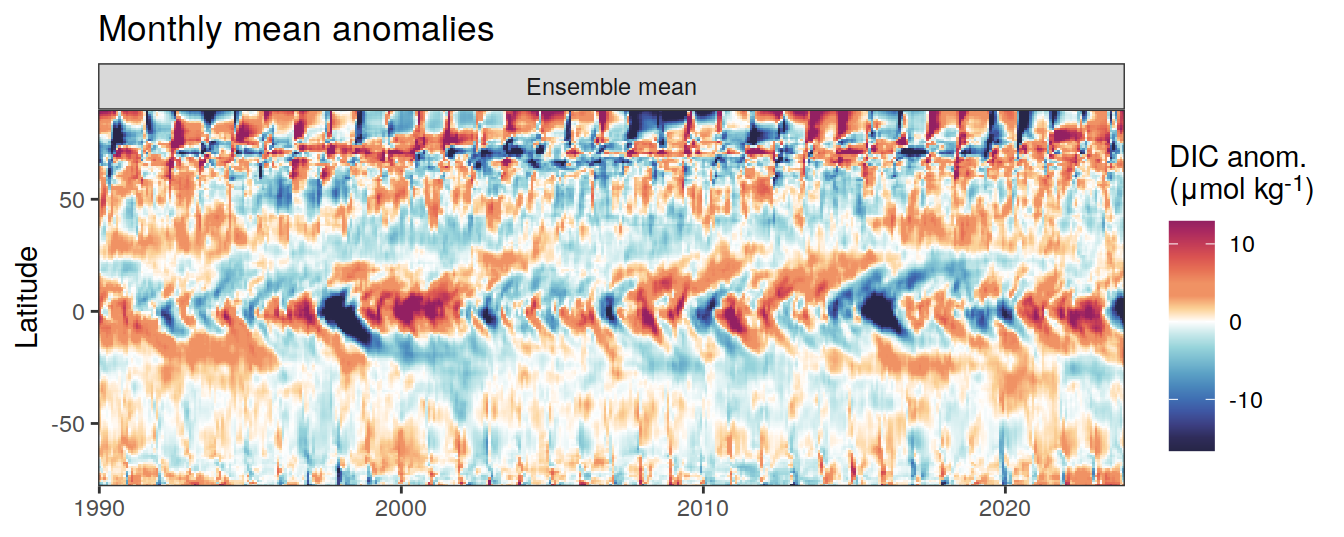 Monthly mean anomalies
Ensemble mean
Latitude
50
0
-50
1990
2000
2010
2020
DIC anom.
(μmol kg-1)
10
0
-10